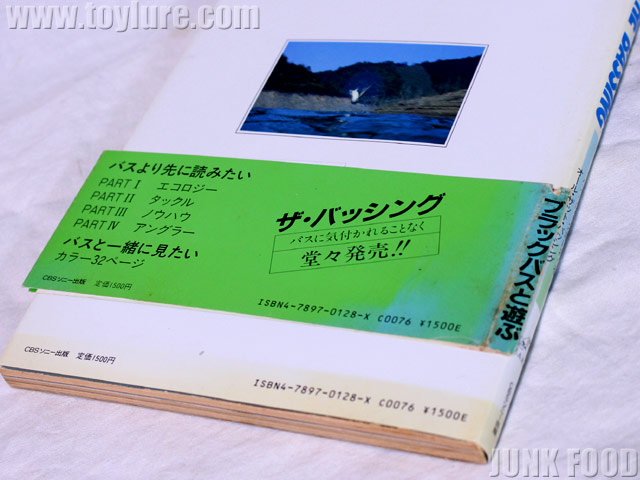 www.toylure.com
THE BASSING
バスより先に読みたい
PART I エコロジー
PART II タックル
PART III ノウハウ
PART IV アングラー
バスと一緒に見たい
カラー32ページ
CBSソニー出版 定価1500円
ザ・バッシング
バスに気付かれることなく
堂々発売!!
ISBN4-7897-0128-X C0076 ¥1500E
ブラックバスと遊ぶ
CBSソニー出版 定価1500円
ISBN4-7897-0128-X C0076 ¥1500E
JUNK FOOD